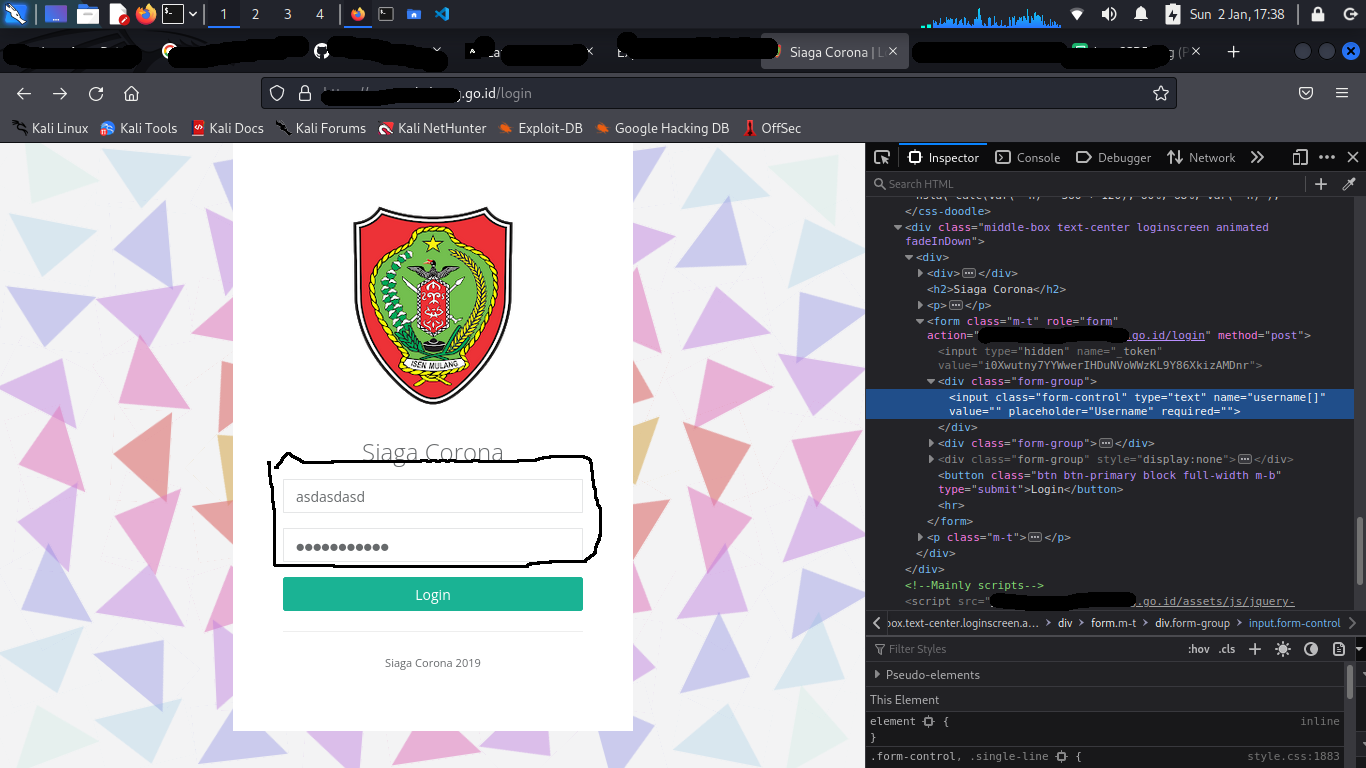 1 2 3 4
Sun 2 Jan, 17:38
Siaga Corona | L
.go.id/login
Kali Linux Kali Tools Kali Docs Kali Forums Kali NetHunter Exploit-DB Google Hacking DB OffSec
ISEN MULANG
Siaga Corona
asdasdasd
●●●●●●●●●●●
Login
Siaga Corona 2019
Inspector Console Debugger Network
Search HTML
</css-doodle>
<div class="middle-box text-center loginscreen animated
fadeInDown">
<div>
<div> </div>
<h2>Siaga Corona</h2>
<p> </p>
<form class="m-t" role="form"
action=" .go.id/login" method="post">
<input type="hidden" name="_token"
value="i0Xwutny7YYWwerIHDuNVoWWzKL9Y86XkizAMDnr">
<div class="form-group">
<input class="form-control" type="text" name="username[]"
value="" placeholder="Username" required="">
</div>
<div class="form-group"> </div>
<div class="form-group" style="display:none"> </div>
<button class="btn btn-primary block full-width m-b"
type="submit">Login</button>
<hr>
</form>
<p class="m-t"> </p>
</div>
</div>
<!--Mainly scripts-->
<script src=" .go.id/assets/js/jquery-
box.text-center.loginscreen.a… div form.m-t div.form-group input.form-control
Filter Styles :hov .cls
Pseudo-elements
This Element
element { inline
}
.form-control, .single-line { style.css:1883